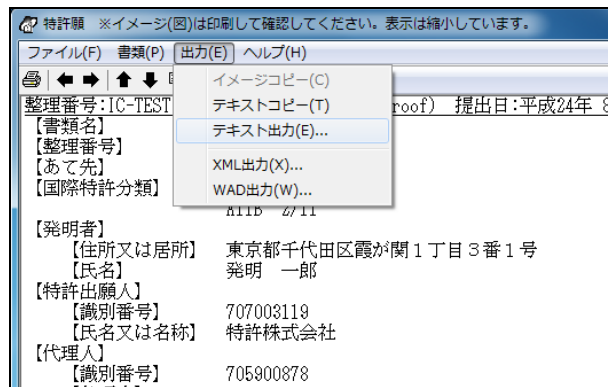 特許願 ※イメージ(図)は印刷して確認してください。表示は縮小しています。
ファイル(F) 書類(P) 出力(E) ヘルプ(H)
イメージコピー(C)
テキストコピー(T)
テキスト出力(E)...
XML出力(X)...
WAD出力(W)...
整理番号:IC-TEST roof) 提出日:平成24年 8
【書類名】
【整理番号】
【あて先】
【国際特許分類】
A11B 2/11
【発明者】
【住所又は居所】 東京都千代田区霞が関1丁目3番1号
【氏名】 発明 一郎
【特許出願人】
【識別番号】 707003119
【氏名又は名称】 特許株式会社
【代理人】
【識別番号】 705900878